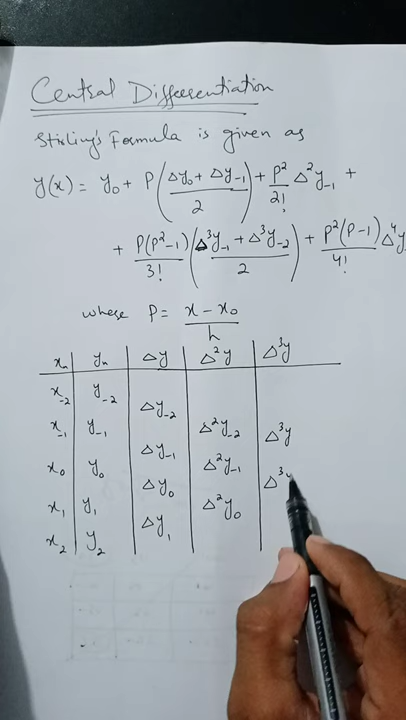 Central Differentiation
Stirling's Formula is given as
y(x) = y₀ + P (Δy₀ + Δy₋₁ / 2) + P²/2! Δ²y₋₁ +
+ P(P²-1)/3! (Δ³y₋₁ + Δ³y₋₂ / 2) + P²(P-1)/4! Δ⁴y
where P = x - x₀ / h
xₙ yₙ Δy Δ²y Δ³y
x₋₂ y₋₂
Δy₋₂
x₋₁ y₋₁ Δ²y₋₂
Δy₋₁ Δ³y
x₀ y₀ Δ²y₋₁
Δy₀ Δ³y
x₁ y₁ Δ²y₀
Δy₁
x₂ y₂